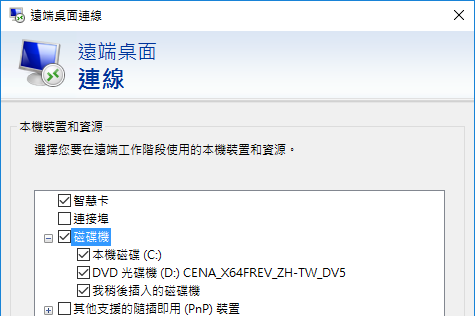 遠端桌面連線
遠端桌面
連線
本機裝置和資源
選擇您要在遠端工作階段使用的本機裝置和資源。
智慧卡
連接埠
磁碟機
本機磁碟 (C:)
DVD 光碟機 (D:) CENA_X64FREV_ZH-TW_DV5
我稍後插入的磁碟機
其他支援的隨插即用 (PnP) 裝置